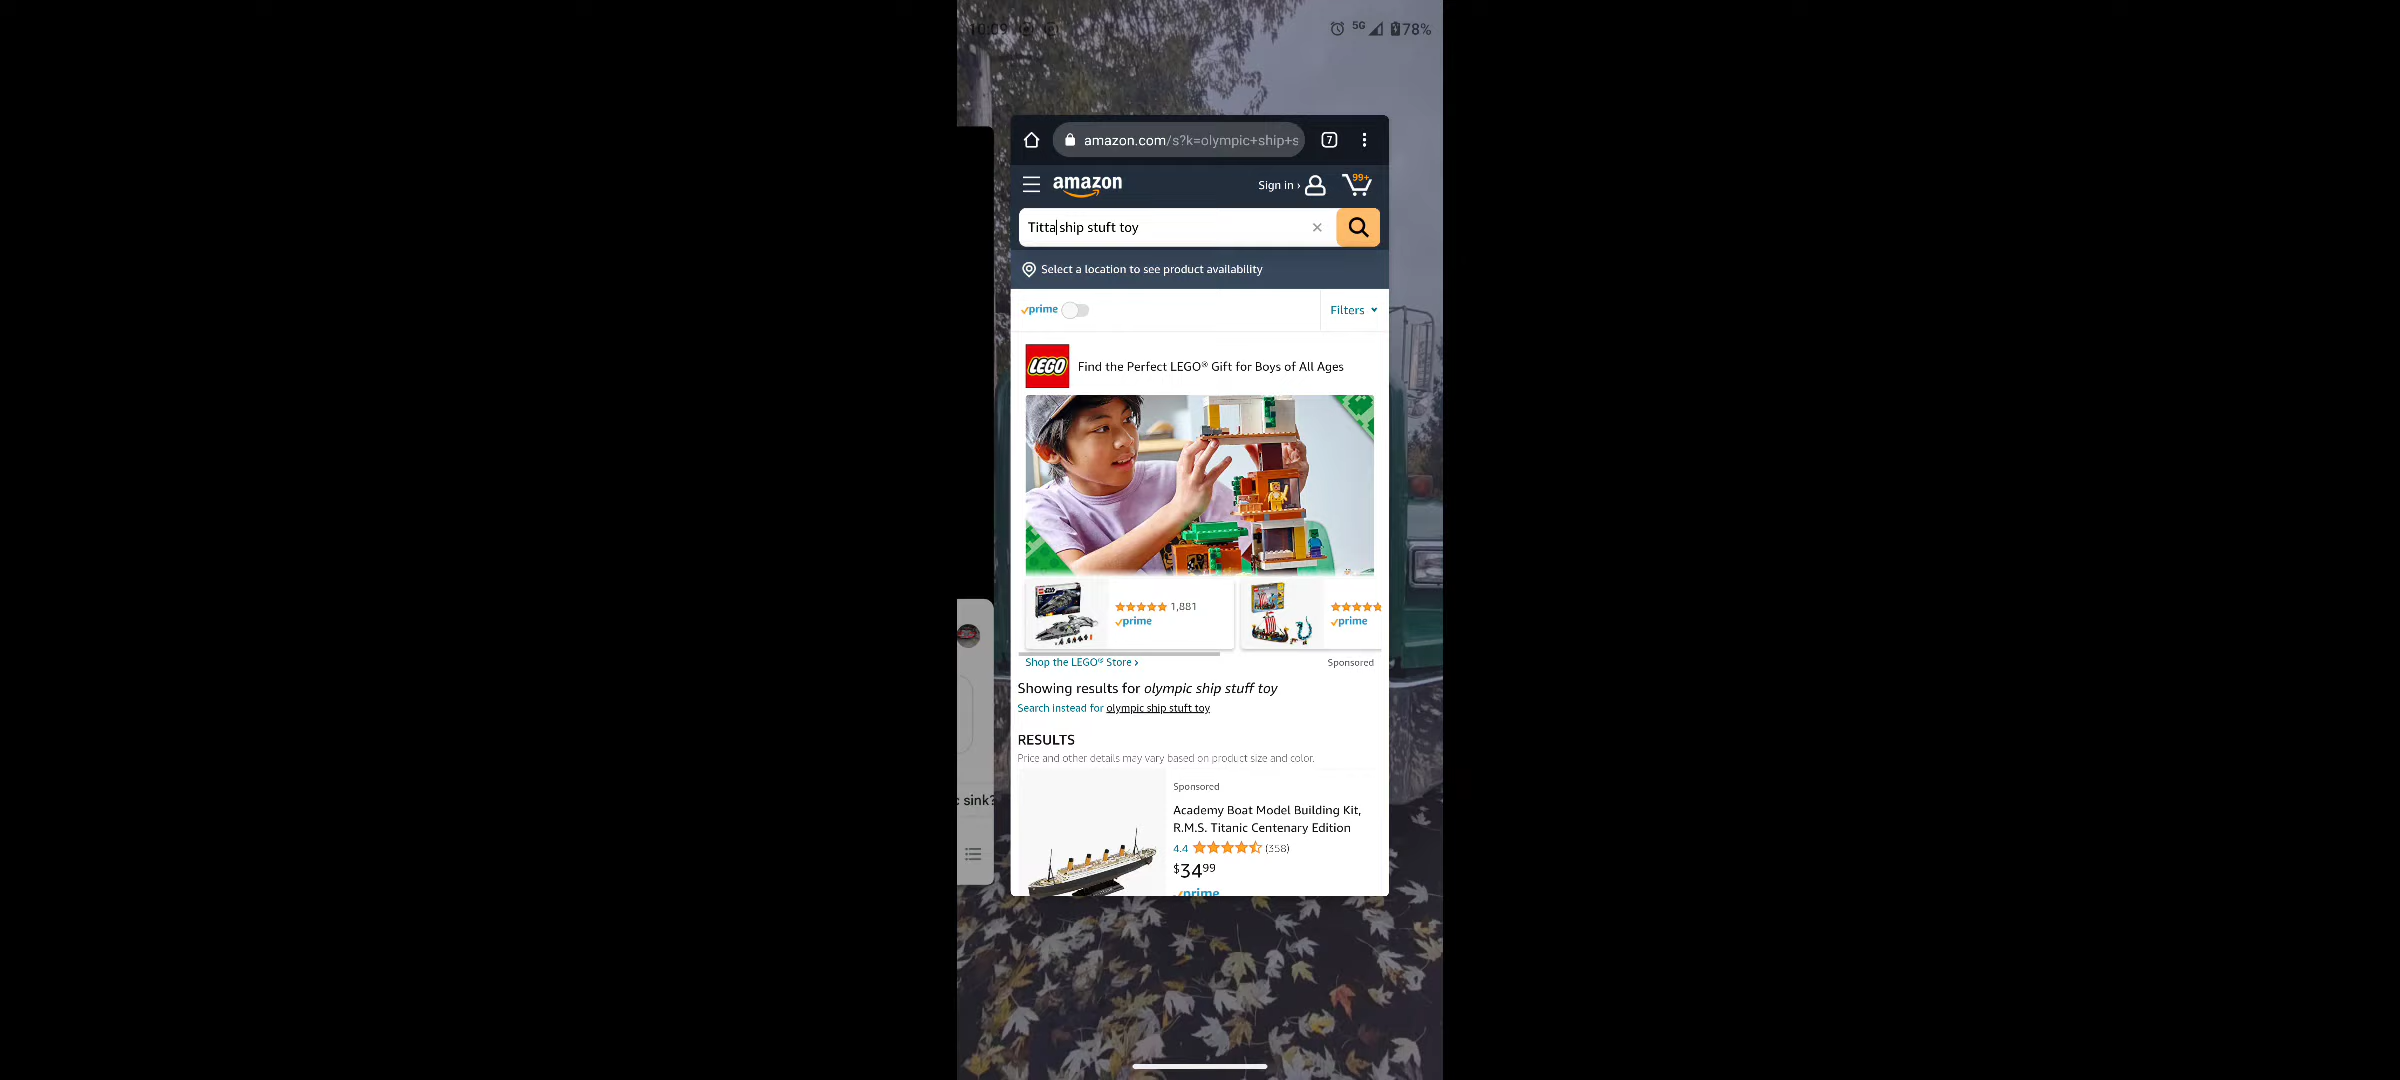 10:09
5G
78%
amazon.com/s?k=olympic+ship+s
7
amazon
Sign in ›
99+
Titta ship stuft toy
Select a location to see product availability
prime
Filters
LEGO
Find the Perfect LEGO® Gift for Boys of All Ages
1,881
prime
prime
Shop the LEGO® Store ›
Sponsored
Showing results for olympic ship stuff toy
Search instead for olympic ship stuft toy
RESULTS
Price and other details may vary based on product size and color.
Sponsored
Academy Boat Model Building Kit,
R.M.S. Titanic Centenary Edition
4.4
(358)
$3499
prime
sink?